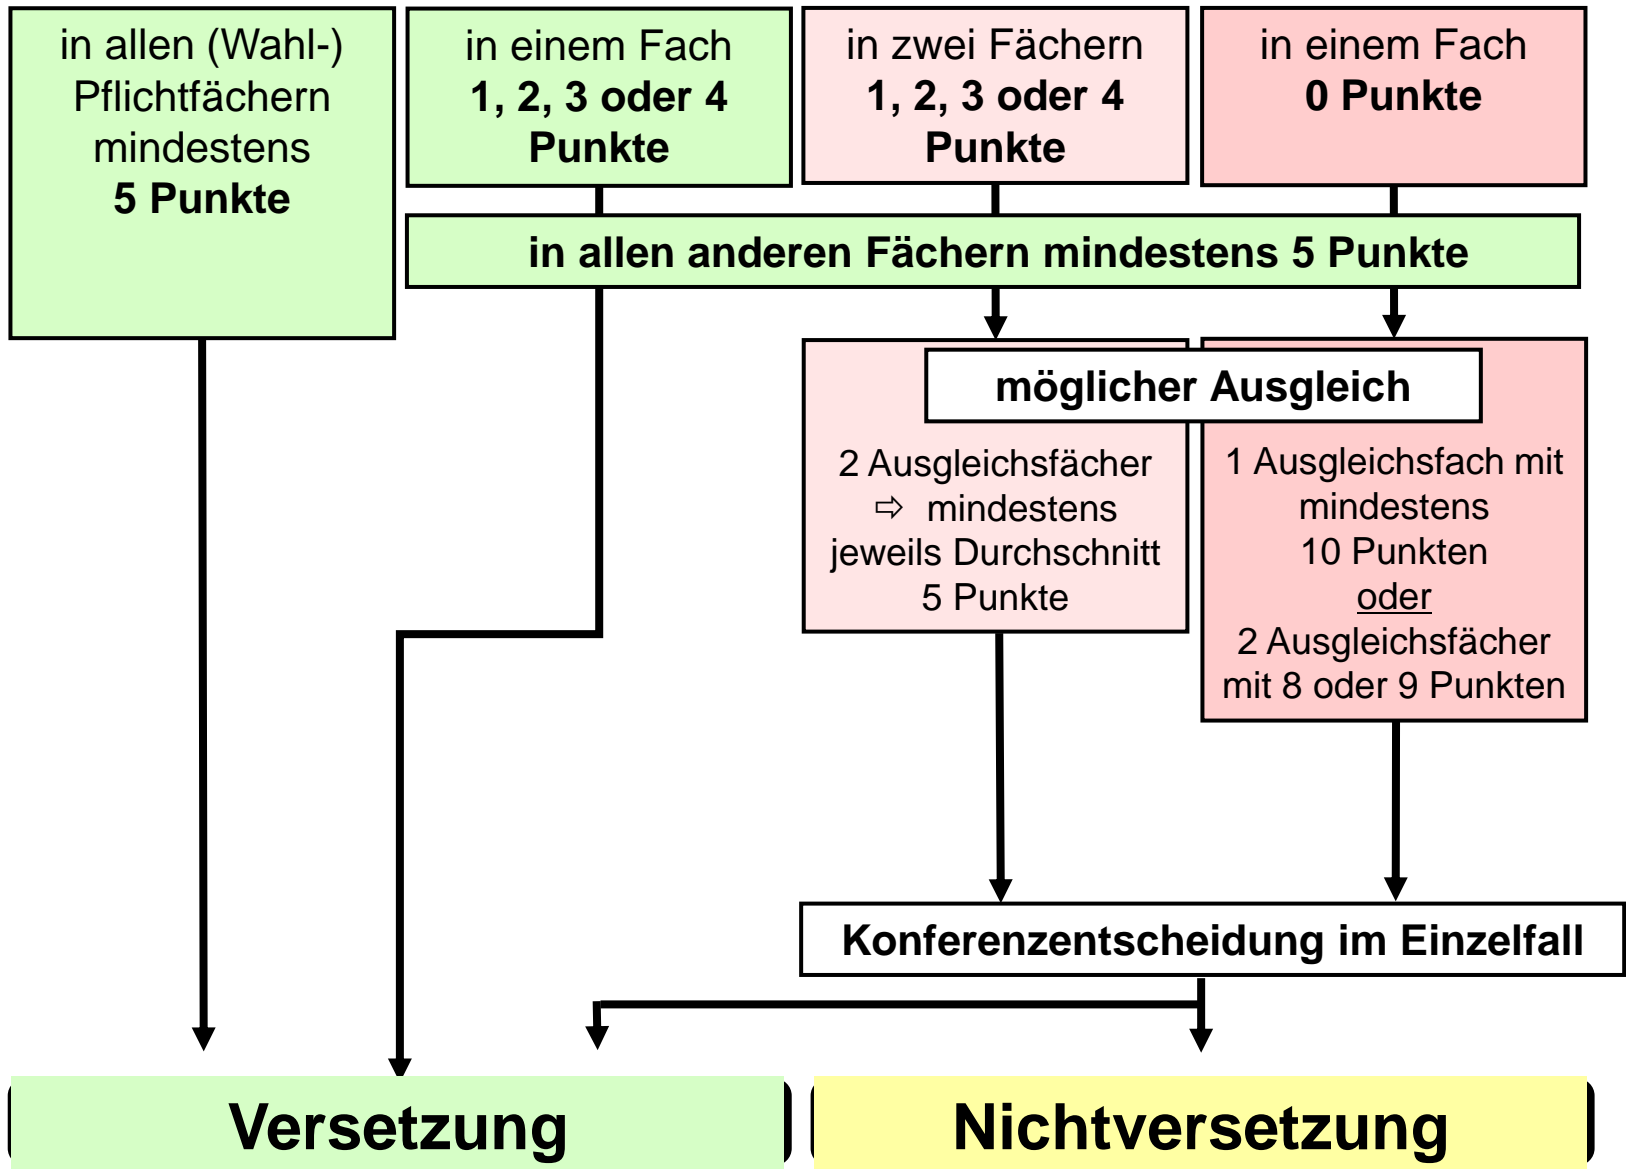 in allen (Wahl-)
Pflichtfächern
mindestens
5 Punkte
in einem Fach
1, 2, 3 oder 4
Punkte
in zwei Fächern
1, 2, 3 oder 4
Punkte
in einem Fach
0 Punkte
in allen anderen Fächern mindestens 5 Punkte
möglicher Ausgleich
2 Ausgleichsfächer
⇨ mindestens
jeweils Durchschnitt
5 Punkte
1 Ausgleichsfach mit
mindestens
10 Punkten
oder
2 Ausgleichsfächer
mit 8 oder 9 Punkten
Konferenzentscheidung im Einzelfall
Versetzung
Nichtversetzung